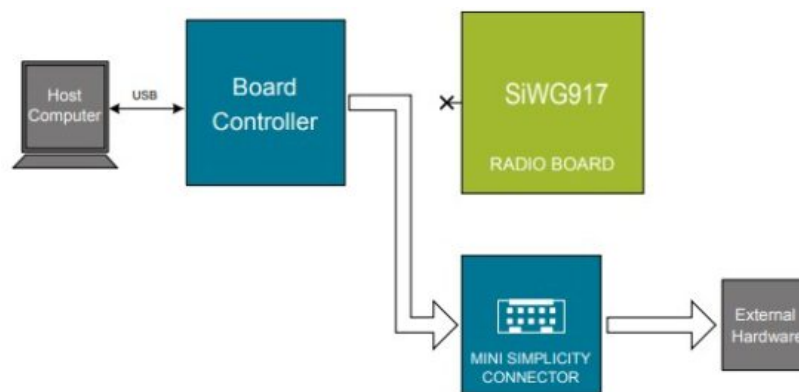 Host
Computer
USB
Board
Controller
SiWG917
RADIO BOARD
MINI SIMPLICITY
CONNECTOR
External
Hardware